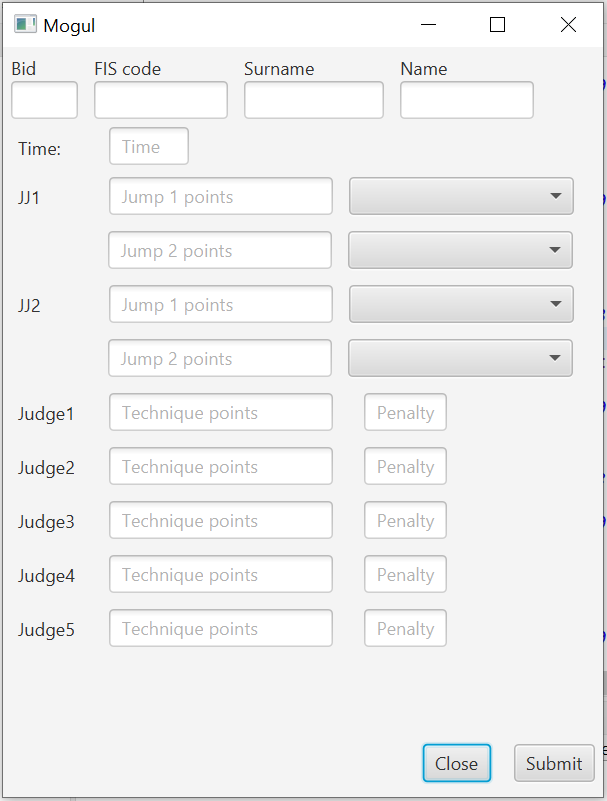 Mogul
Bid FIS code Surname Name
Time: Time
JJ1 Jump 1 points
Jump 2 points
JJ2 Jump 1 points
Jump 2 points
Judge1 Technique points Penalty
Judge2 Technique points Penalty
Judge3 Technique points Penalty
Judge4 Technique points Penalty
Judge5 Technique points Penalty
Close Submit